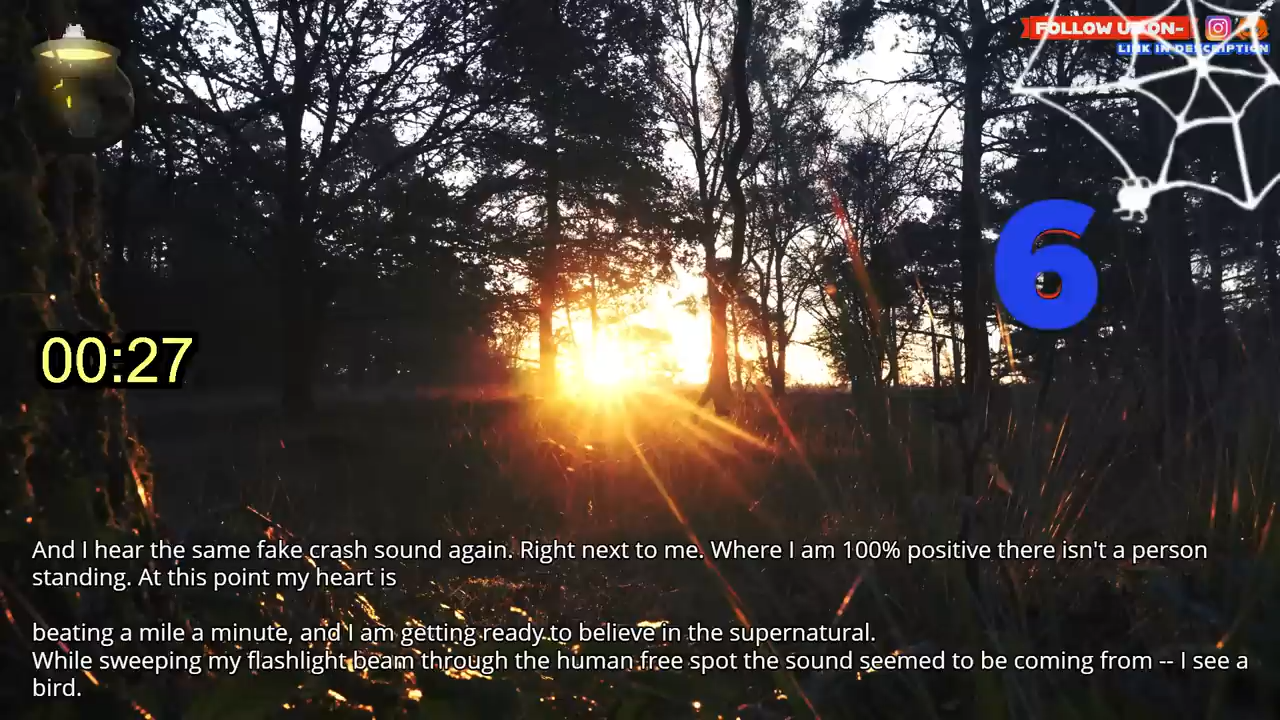 FOLLOW US ON-
LINK IN DESCRIPTION
6
00:27
And I hear the same fake crash sound again. Right next to me. Where I am 100% positive there isn't a person
standing. At this point my heart is
beating a mile a minute, and I am getting ready to believe in the supernatural.
While sweeping my flashlight beam through the human free spot the sound seemed to be coming from -- I see a
bird.